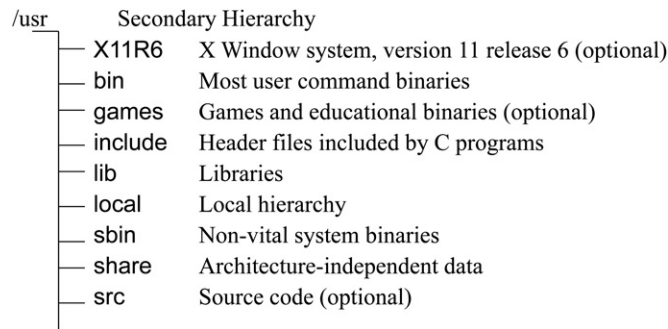 /usr Secondary Hierarchy
X11R6 X Window system, version 11 release 6 (optional)
bin Most user command binaries
games Games and educational binaries (optional)
include Header files included by C programs
lib Libraries
local Local hierarchy
sbin Non-vital system binaries
share Architecture-independent data
src Source code (optional)